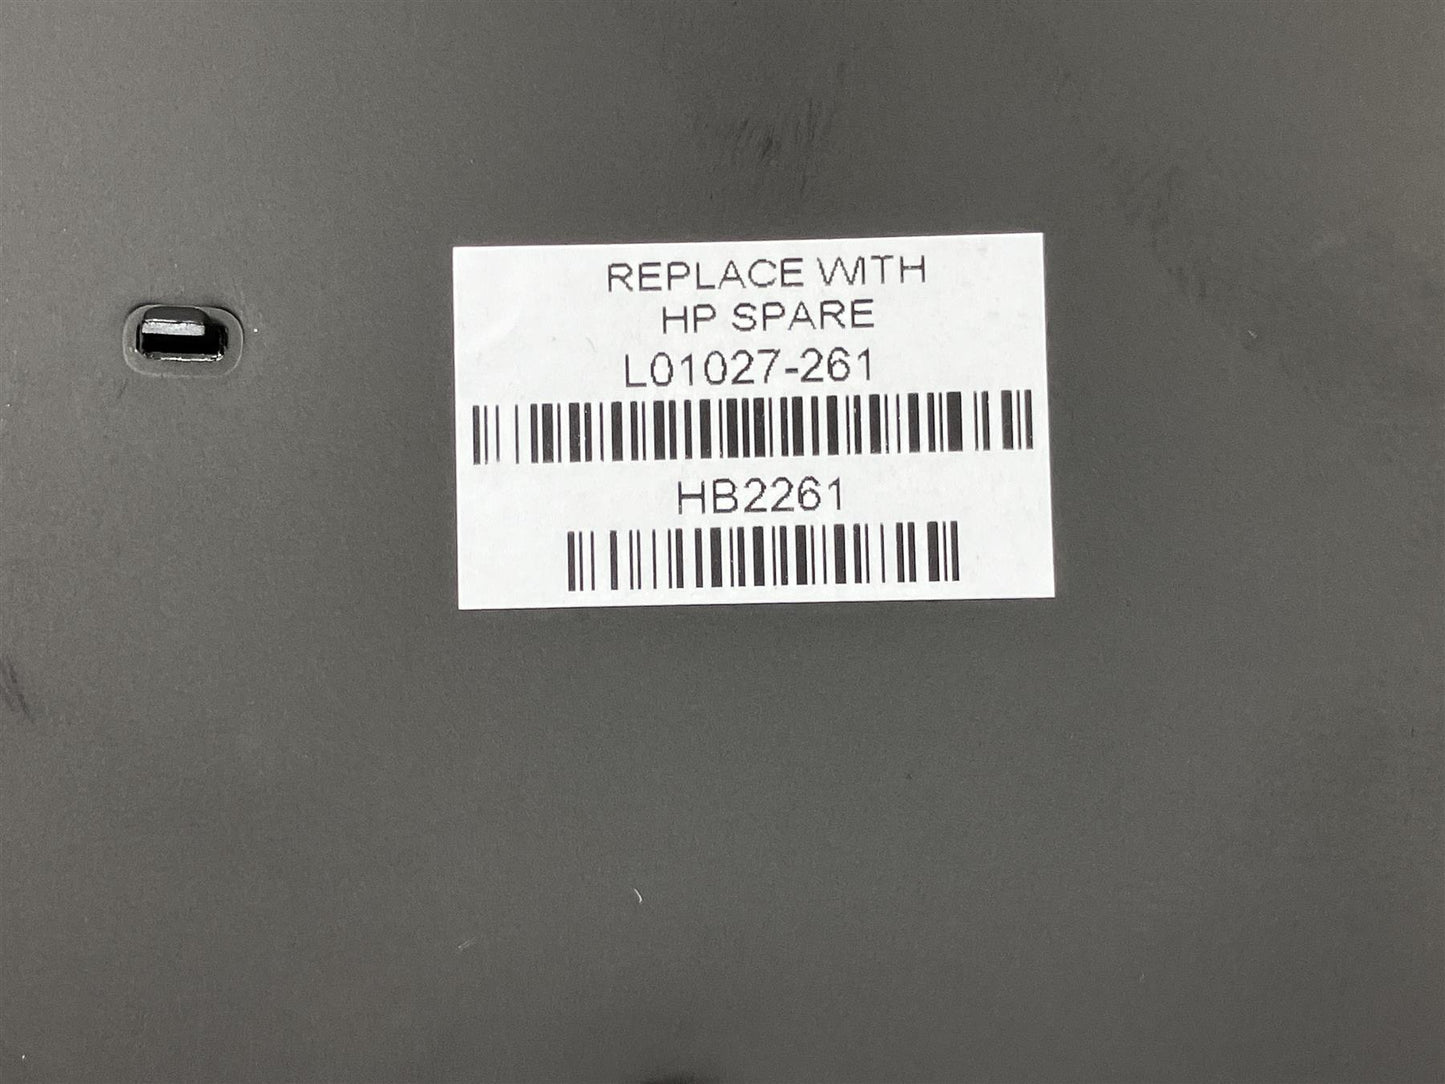 REPLACE WITH
HP SPARE
L01027-261
HB2261